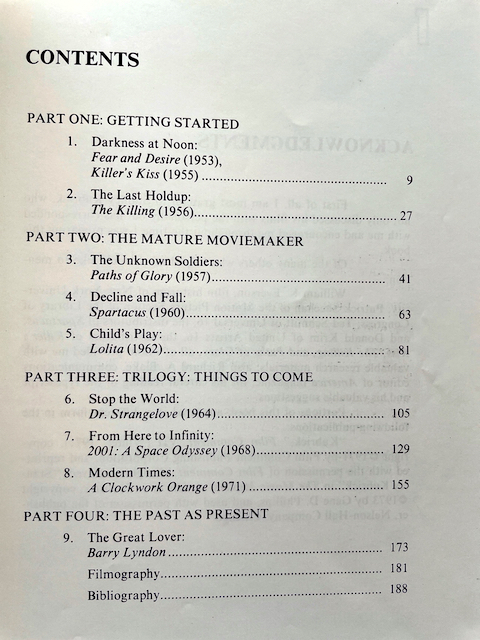 CONTENTS
PART ONE: GETTING STARTED
1. Darkness at Noon:
Fear and Desire (1953),
Killer's Kiss (1955) .......... 9
2. The Last Holdup:
The Killing (1956).......... 27
PART TWO: THE MATURE MOVIEMAKER
3. The Unknown Soldiers:
Paths of Glory (1957).......... 41
4. Decline and Fall:
Spartacus (1960).......... 63
5. Child's Play:
Lolita (1962).......... 81
PART THREE: TRILOGY: THINGS TO COME
6. Stop the World:
Dr. Strangelove (1964).......... 105
7. From Here to Infinity:
2001: A Space Odyssey (1968).......... 129
8. Modern Times:
A Clockwork Orange (1971).......... 155
PART FOUR: THE PAST AS PRESENT
9. The Great Lover:
Barry Lyndon.......... 173
Filmography.......... 181
Bibliography.......... 188